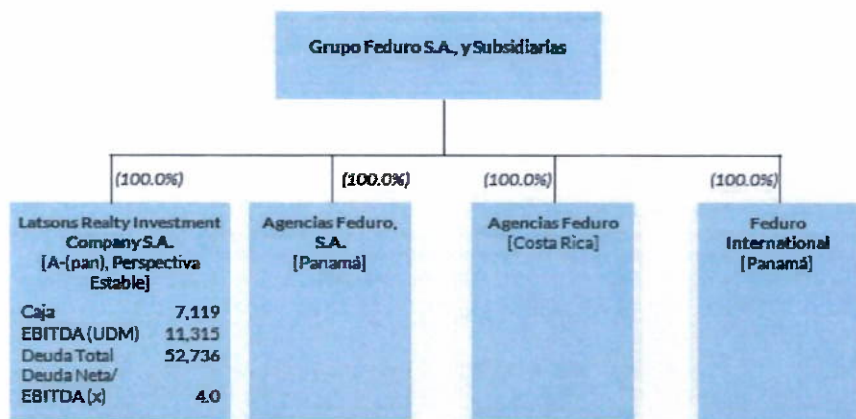 Grupo Feduro S.A., y Subsidiarias
(100.0%)
(100.0%)
(100.0%)
(100.0%)
Latsons Realty Investment
Company S.A.
[A-(pan), Perspectiva
Estable]
Caja 7,119
EBITDA (UDM) 11,315
Deuda Total 52,736
Deuda Neta/
EBITDA (x) 4.0
Agencias Feduro,
S.A.
[Panamá]
Agencias Feduro
[Costa Rica]
Feduro
International
[Panamá]